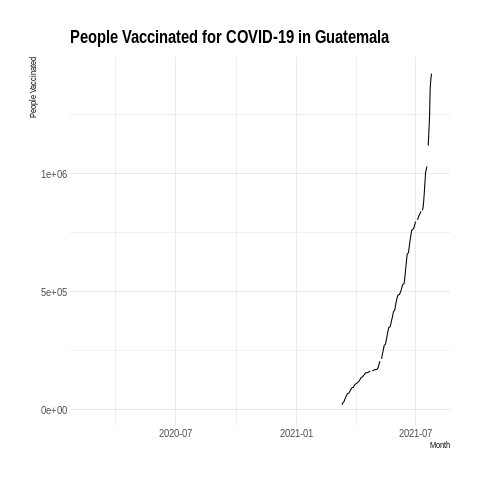 People Vaccinated for COVID-19 in Guatemala
People Vaccinated
1e+06
5e+05
0e+00
2020-07 2021-01 2021-07
Month